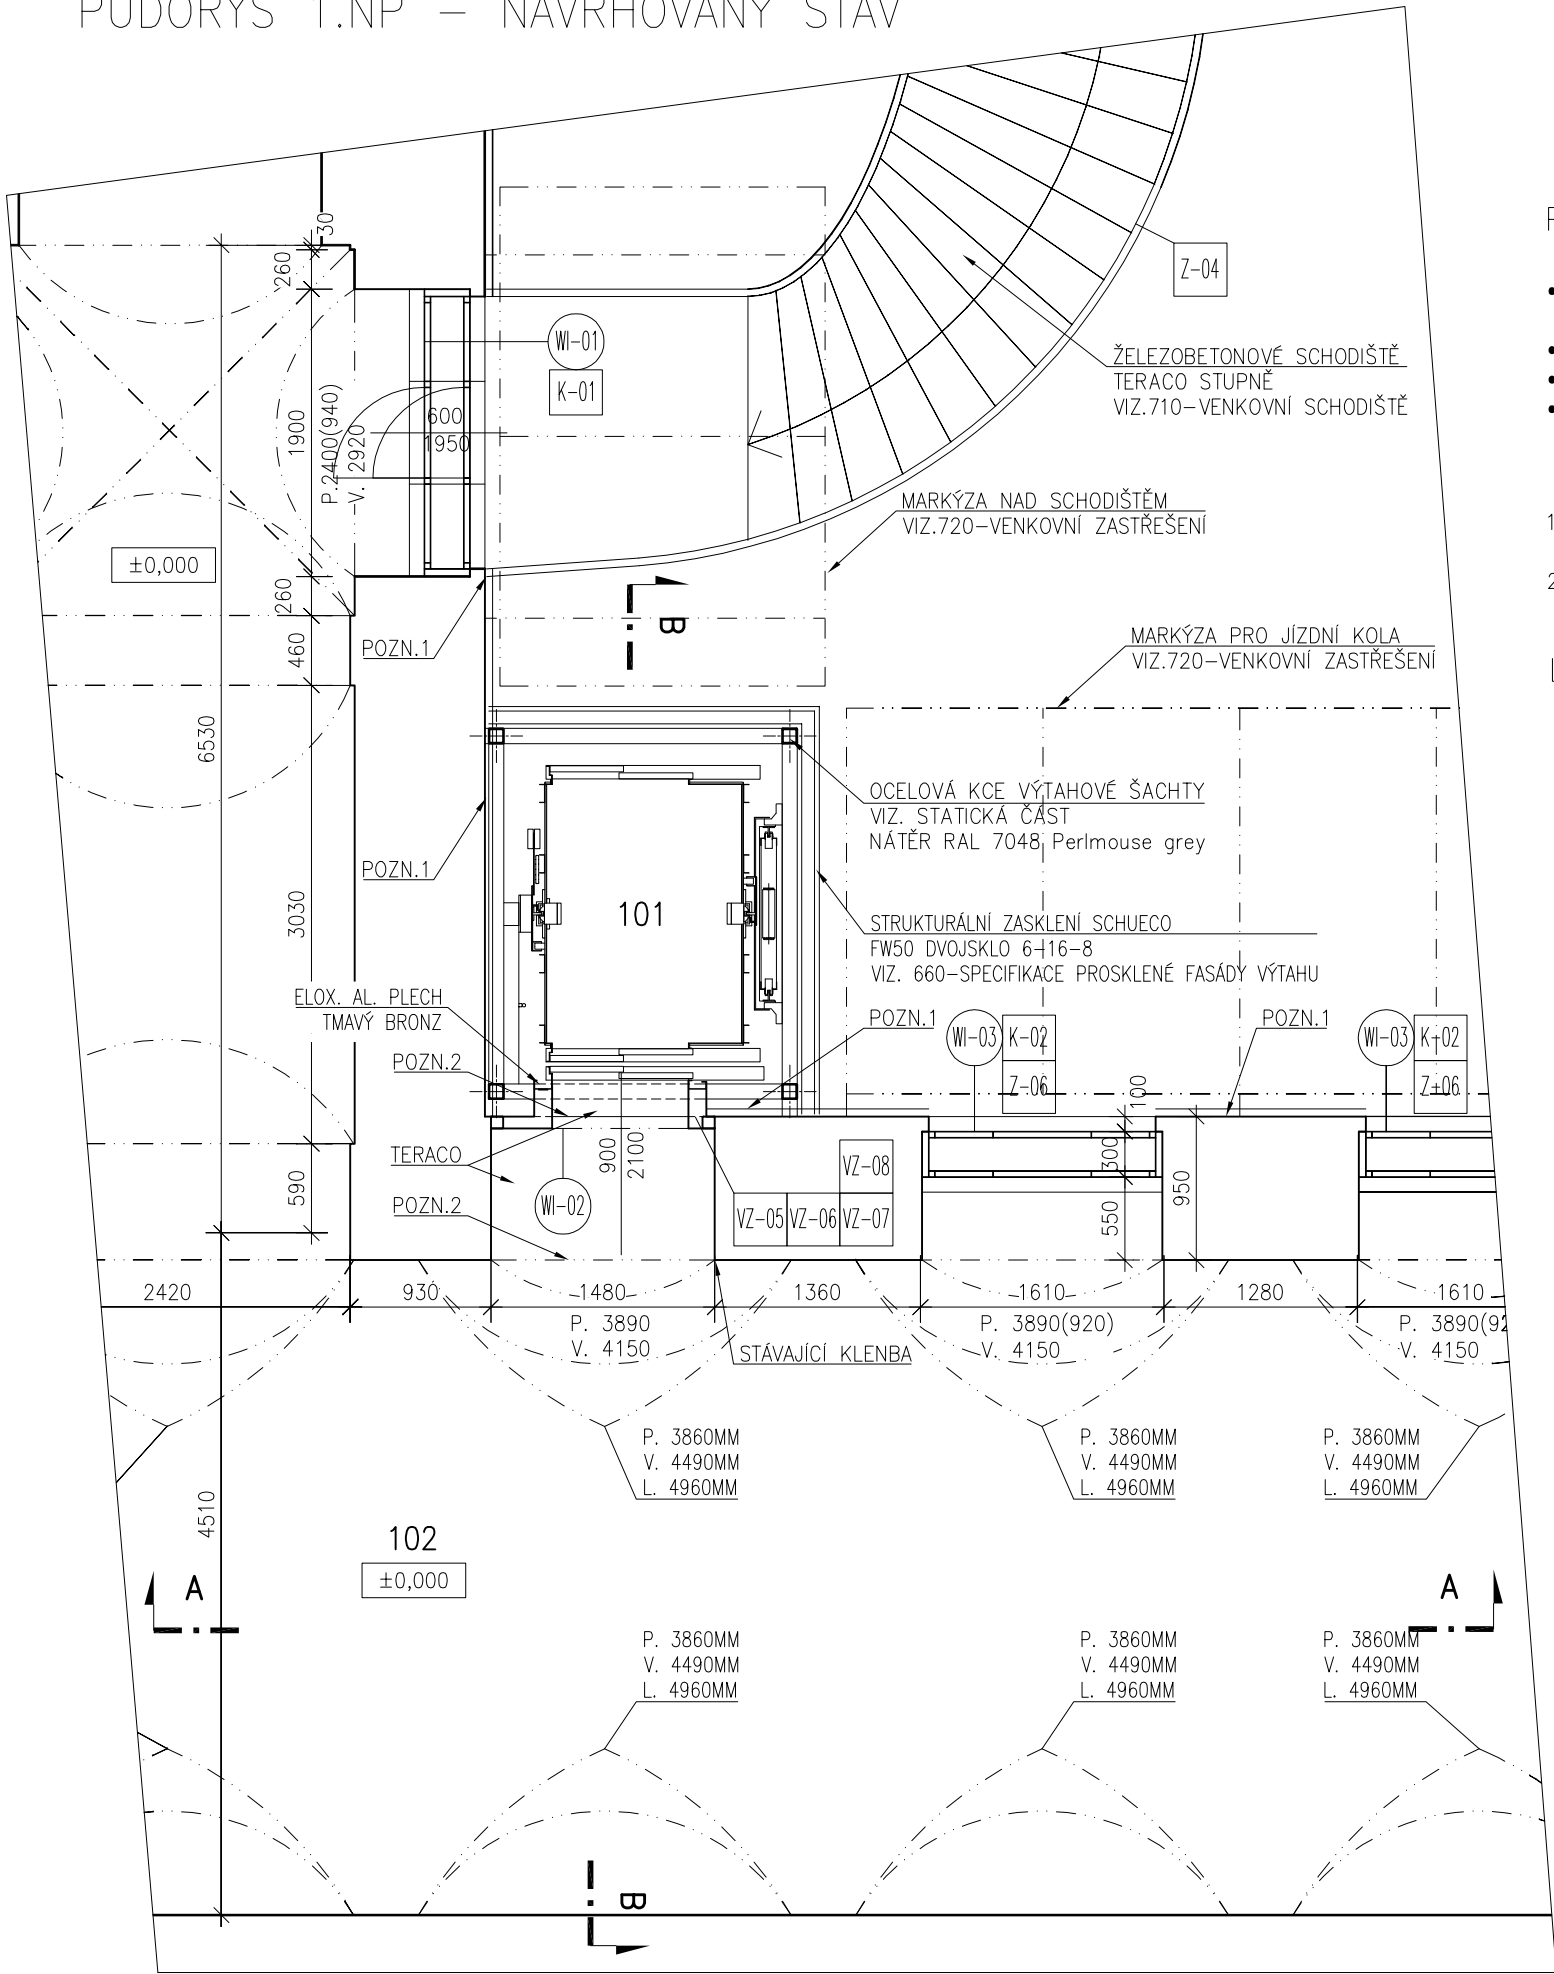 PŮDORYS 1.NP – NAVRHOVANÝ STAV
30
260
Z-04
WI-01
K-01
ŽELEZOBETONOVÉ SCHODIŠTĚ
TERACO STUPNĚ
VIZ.710-VENKOVNÍ SCHODIŠTĚ
1900
P.2400(940)
V. 2920
600
1950
MARKÝZA NAD SCHODIŠTĚM
VIZ.720-VENKOVNÍ ZASTŘEŠENÍ
1
±0,000
260
2
B
POZN.1
460
MARKÝZA PRO JÍZDNÍ KOLA
VIZ.720-VENKOVNÍ ZASTŘEŠENÍ
6530
OCELOVÁ KCE VÝTAHOVÉ ŠACHTY
VIZ. STATICKÁ ČÁST
NÁTĚR RAL 7048 Perlmouse grey
POZN.1
3030
101
STRUKTURÁLNÍ ZASKLENÍ SCHUECO
FW50 DVOJSKLO 6-16-8
VIZ. 660-SPECIFIKACE PROSKLENÉ FASÁDY VÝTAHU
ELOX. AL. PLECH
TMAVÝ BRONZ
POZN.1
POZN.1
WI-03
K-02
Z-06
WI-03
K-02
Z-06
POZN.2
100
TERACO
900
2100
300
950
VZ-08
590
POZN.2
WI-02
VZ-05
VZ-06
VZ-07
550
2420
930
1480
1360
1610
1280
1610
P. 3890
V. 4150
P. 3890(920)
V. 4150
P. 3890(92
V. 4150
STÁVAJÍCÍ KLENBA
P. 3860MM
V. 4490MM
L. 4960MM
P. 3860MM
V. 4490MM
L. 4960MM
P. 3860MM
V. 4490MM
L. 4960MM
4510
102
±0,000
A
A
P. 3860MM
V. 4490MM
L. 4960MM
P. 3860MM
V. 4490MM
L. 4960MM
P. 3860MM
V. 4490MM
L. 4960MM
B